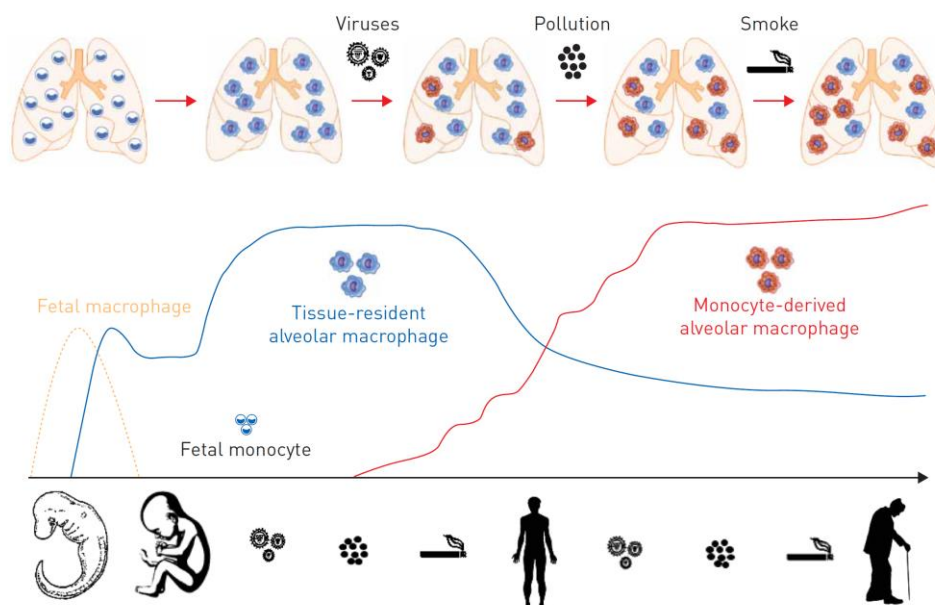 Viruses
Pollution
Smoke
Fetal macrophage
Tissue-resident
alveolar macrophage
Monocyte-derived
alveolar macrophage
Fetal monocyte